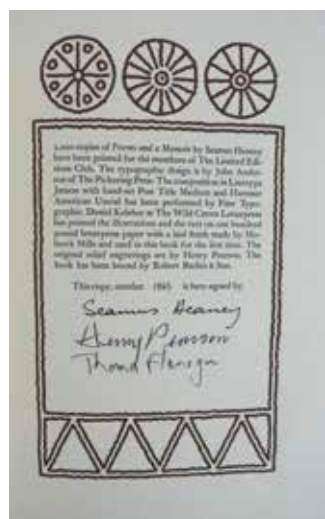 2,000 copies of Poems and a Memoir by Seamus Heaney
have been printed for the members of The Limited Edi-
tions Club. The typographic design is by John Ander-
son of The Pickering Press. The composition in Linotype
Janson with hand-set Post Title Medium and Hammer
American Uncial has been performed by Fine Typo-
graphic. Daniel Keleher at The Wild Carrot Letterpress
has printed the illustrations and the text on one hundred
pound letterpress paper with a laid finish made by Mo-
hawk Mills and used in this book for the first time. The
original relief engravings are by Henry Pearson. The
book has been bound by Robert Burlen & Son.
This copy, number 1865 is here signed by
Seamus Heaney
Henry Pearson
Thomas Flanagan